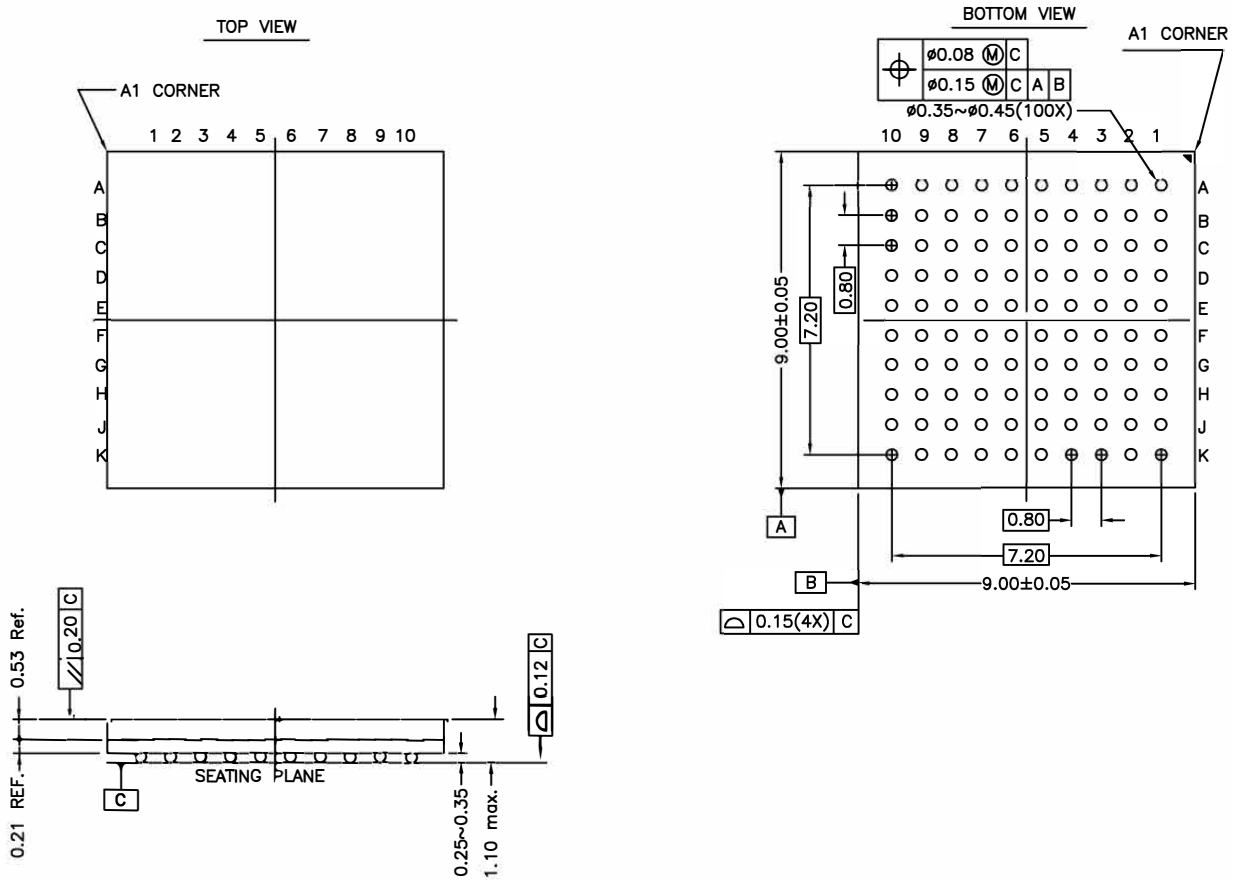 TOP VIEW
A1 CORNER
1 2 3 4 5 6 7 8 9 10
A
B
C
D
E
F
G
H
J
K
BOTTOM VIEW
A1 CORNER
ø0.08 Ⓜ C
ø0.15 Ⓜ C A B
ø0.35~ø0.45(100X)
10 9 8 7 6 5 4 3 2 1
A
B
C
D
E
F
G
H
J
K
9.00±0.05
7.20
0.80
A
0.80
7.20
B
9.00±0.05
0.15(4X) C
0.53 Ref.
0.21 REF.
// 0.20 C
0.12 C
SEATING PLANE
C
0.25~0.35
1.10 max.